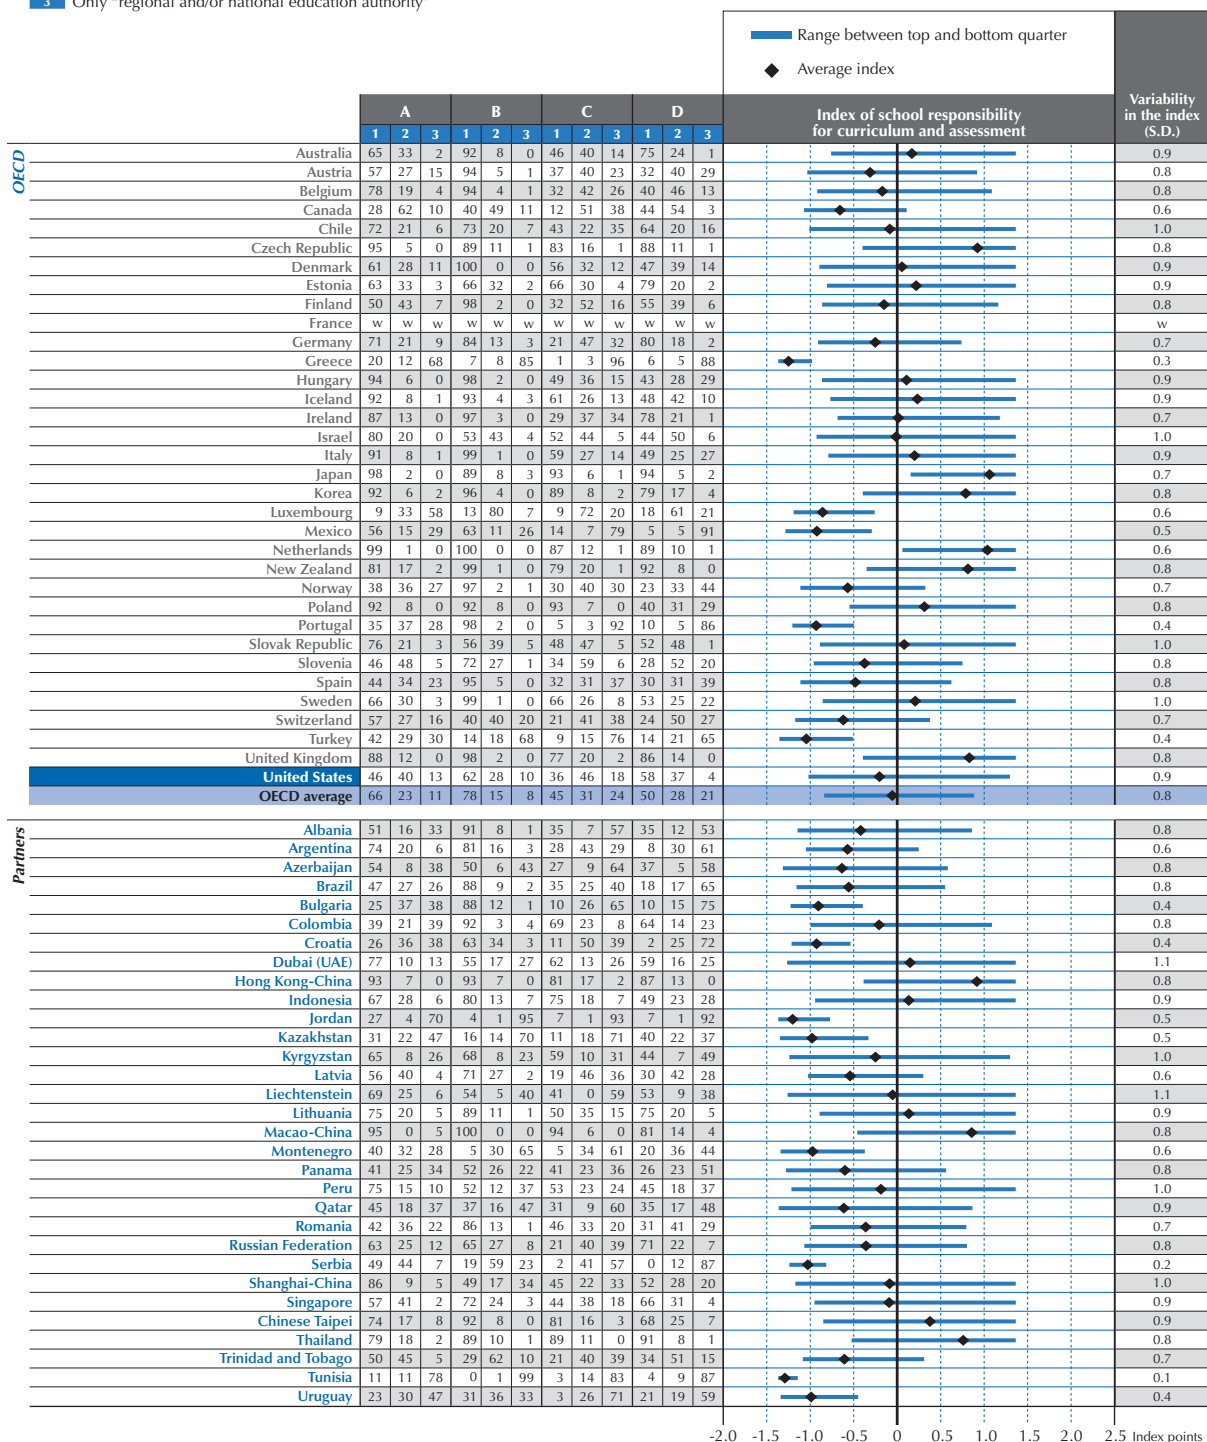 3 Only "regional and/or national education authority"
Range between top and bottom quarter
Average index
A B C D Index of school responsibility for curriculum and assessment Variability in the index (S.D.)
1 2 3 1 2 3 1 2 3 1 2 3
OECD
Australia 65 33 2 92 8 0 46 40 14 75 24 1 0.9
Austria 57 27 15 94 5 1 37 40 23 32 40 29 0.8
Belgium 78 19 4 94 4 1 32 42 26 40 46 13 0.8
Canada 28 62 10 40 49 11 12 51 38 44 54 3 0.6
Chile 72 21 6 73 20 7 43 22 35 64 20 16 1.0
Czech Republic 95 5 0 89 11 1 83 16 1 88 11 1 0.8
Denmark 61 28 11 100 0 0 56 32 12 47 39 14 0.9
Estonia 63 33 3 66 32 2 66 30 4 79 20 2 0.9
Finland 50 43 7 98 2 0 32 52 16 55 39 6 0.8
France w w w w w w w w w w w w w
Germany 71 21 9 84 13 3 21 47 32 80 18 2 0.7
Greece 20 12 68 7 8 85 1 3 96 6 5 88 0.3
Hungary 94 6 0 98 2 0 49 36 15 43 28 29 0.9
Iceland 92 8 1 93 4 3 61 26 13 48 42 10 0.9
Ireland 87 13 0 97 3 0 29 37 34 78 21 1 0.7
Israel 80 20 0 53 43 4 52 44 5 44 50 6 1.0
Italy 91 8 1 99 1 0 59 27 14 49 25 27 0.9
Japan 98 2 0 89 8 3 93 6 1 94 5 2 0.7
Korea 92 6 2 96 4 0 89 8 2 79 17 4 0.8
Luxembourg 9 33 58 13 80 7 9 72 20 18 61 21 0.6
Mexico 56 15 29 63 11 26 14 7 79 5 5 91 0.5
Netherlands 99 1 0 100 0 0 87 12 1 89 10 1 0.6
New Zealand 81 17 2 99 1 0 79 20 1 92 8 0 0.8
Norway 38 36 27 97 2 1 30 40 30 23 33 44 0.7
Poland 92 8 0 92 8 0 93 7 0 40 31 29 0.8
Portugal 35 37 28 98 2 0 5 3 92 10 5 86 0.4
Slovak Republic 76 21 3 56 39 5 48 47 5 52 48 1 1.0
Slovenia 46 48 5 72 27 1 34 59 6 28 52 20 0.8
Spain 44 34 23 95 5 0 32 31 37 30 31 39 0.8
Sweden 66 30 3 99 1 0 66 26 8 53 25 22 1.0
Switzerland 57 27 16 40 40 20 21 41 38 24 50 27 0.7
Turkey 42 29 30 14 18 68 9 15 76 14 21 65 0.4
United Kingdom 88 12 0 98 2 0 77 20 2 86 14 0 0.8
United States 46 40 13 62 28 10 36 46 18 58 37 4 0.9
OECD average 66 23 11 78 15 8 45 31 24 50 28 21 0.8
Partners
Albania 51 16 33 91 8 1 35 7 57 35 12 53 0.8
Argentina 74 20 6 81 16 3 28 43 29 8 30 61 0.6
Azerbaijan 54 8 38 50 6 43 27 9 64 37 5 58 0.8
Brazil 47 27 26 88 9 2 35 25 40 18 17 65 0.8
Bulgaria 25 37 38 88 12 1 10 26 65 10 15 75 0.4
Colombia 39 21 39 92 3 4 69 23 8 64 14 23 0.8
Croatia 26 36 38 63 34 3 11 50 39 2 25 72 0.4
Dubai (UAE) 77 10 13 55 17 27 62 13 26 59 16 25 1.1
Hong Kong-China 93 7 0 93 7 0 81 17 2 87 13 0 0.8
Indonesia 67 28 6 80 13 7 75 18 7 49 23 28 0.9
Jordan 27 4 70 4 1 95 7 1 93 7 1 92 0.5
Kazakhstan 31 22 47 16 14 70 11 18 71 40 22 37 0.5
Kyrgyzstan 65 8 26 68 8 23 59 10 31 44 7 49 1.0
Latvia 56 40 4 71 27 2 19 46 36 30 42 28 0.6
Liechtenstein 69 25 6 54 5 40 41 0 59 53 9 38 1.1
Lithuania 75 20 5 89 11 1 50 35 15 75 20 5 0.9
Macao-China 95 0 5 100 0 0 94 6 0 81 14 4 0.8
Montenegro 40 32 28 5 30 65 5 34 61 20 36 44 0.6
Panama 41 25 34 52 26 22 41 23 36 26 23 51 0.8
Peru 75 15 10 52 12 37 53 23 24 45 18 37 1.0
Qatar 45 18 37 37 16 47 31 9 60 35 17 48 0.9
Romania 42 36 22 86 13 1 46 33 20 31 41 29 0.7
Russian Federation 63 25 12 65 27 8 21 40 39 71 22 7 0.8
Serbia 49 44 7 19 59 23 2 41 57 0 12 87 0.2
Shanghai-China 86 9 5 49 17 34 45 22 33 52 28 20 1.0
Singapore 57 41 2 72 24 3 44 38 18 66 31 4 0.9
Chinese Taipei 74 17 8 92 8 0 81 16 3 68 25 7 0.9
Thailand 79 18 2 89 10 1 89 11 0 91 8 1 0.8
Trinidad and Tobago 50 45 5 29 62 10 21 40 39 34 51 15 0.7
Tunisia 11 11 78 0 1 99 3 14 83 4 9 87 0.1
Uruguay 23 30 47 31 36 33 3 26 71 21 19 59 0.4
-2.0 -1.5 -1.0 -0.5 0 0.5 1.0 1.5 2.0 2.5 Index points